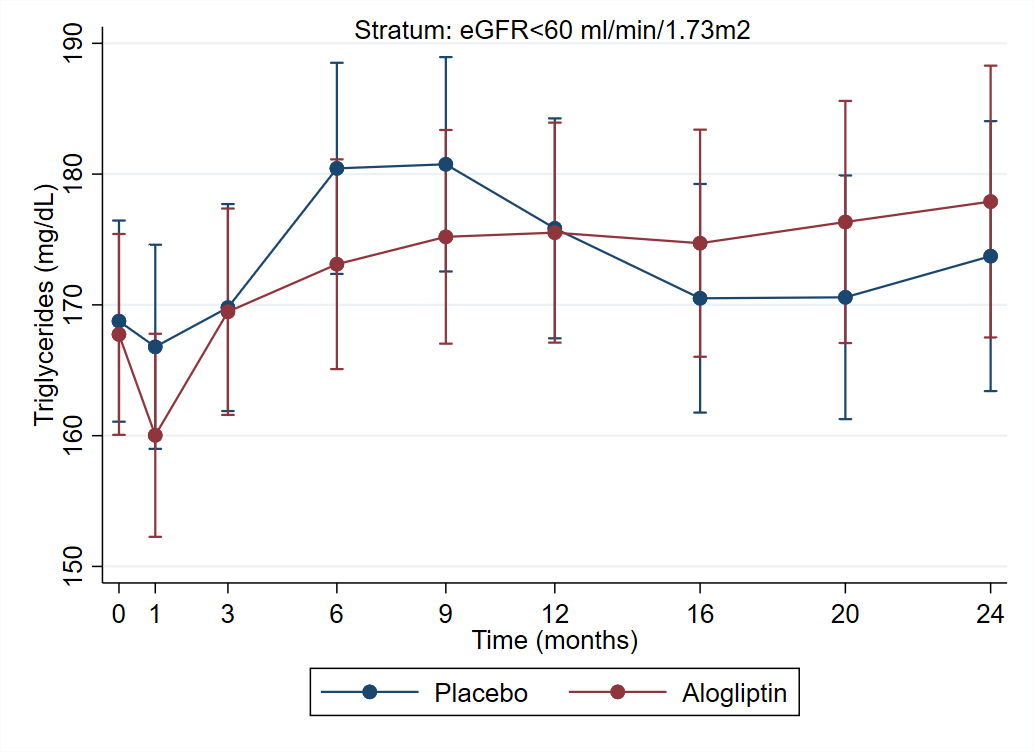 Stratum: eGFR<60 ml/min/1.73m2
Triglycerides (mg/dL)
190
180
170
160
150
0 1 3 6 9 12 16 20 24
Time (months)
Placebo Alogliptin